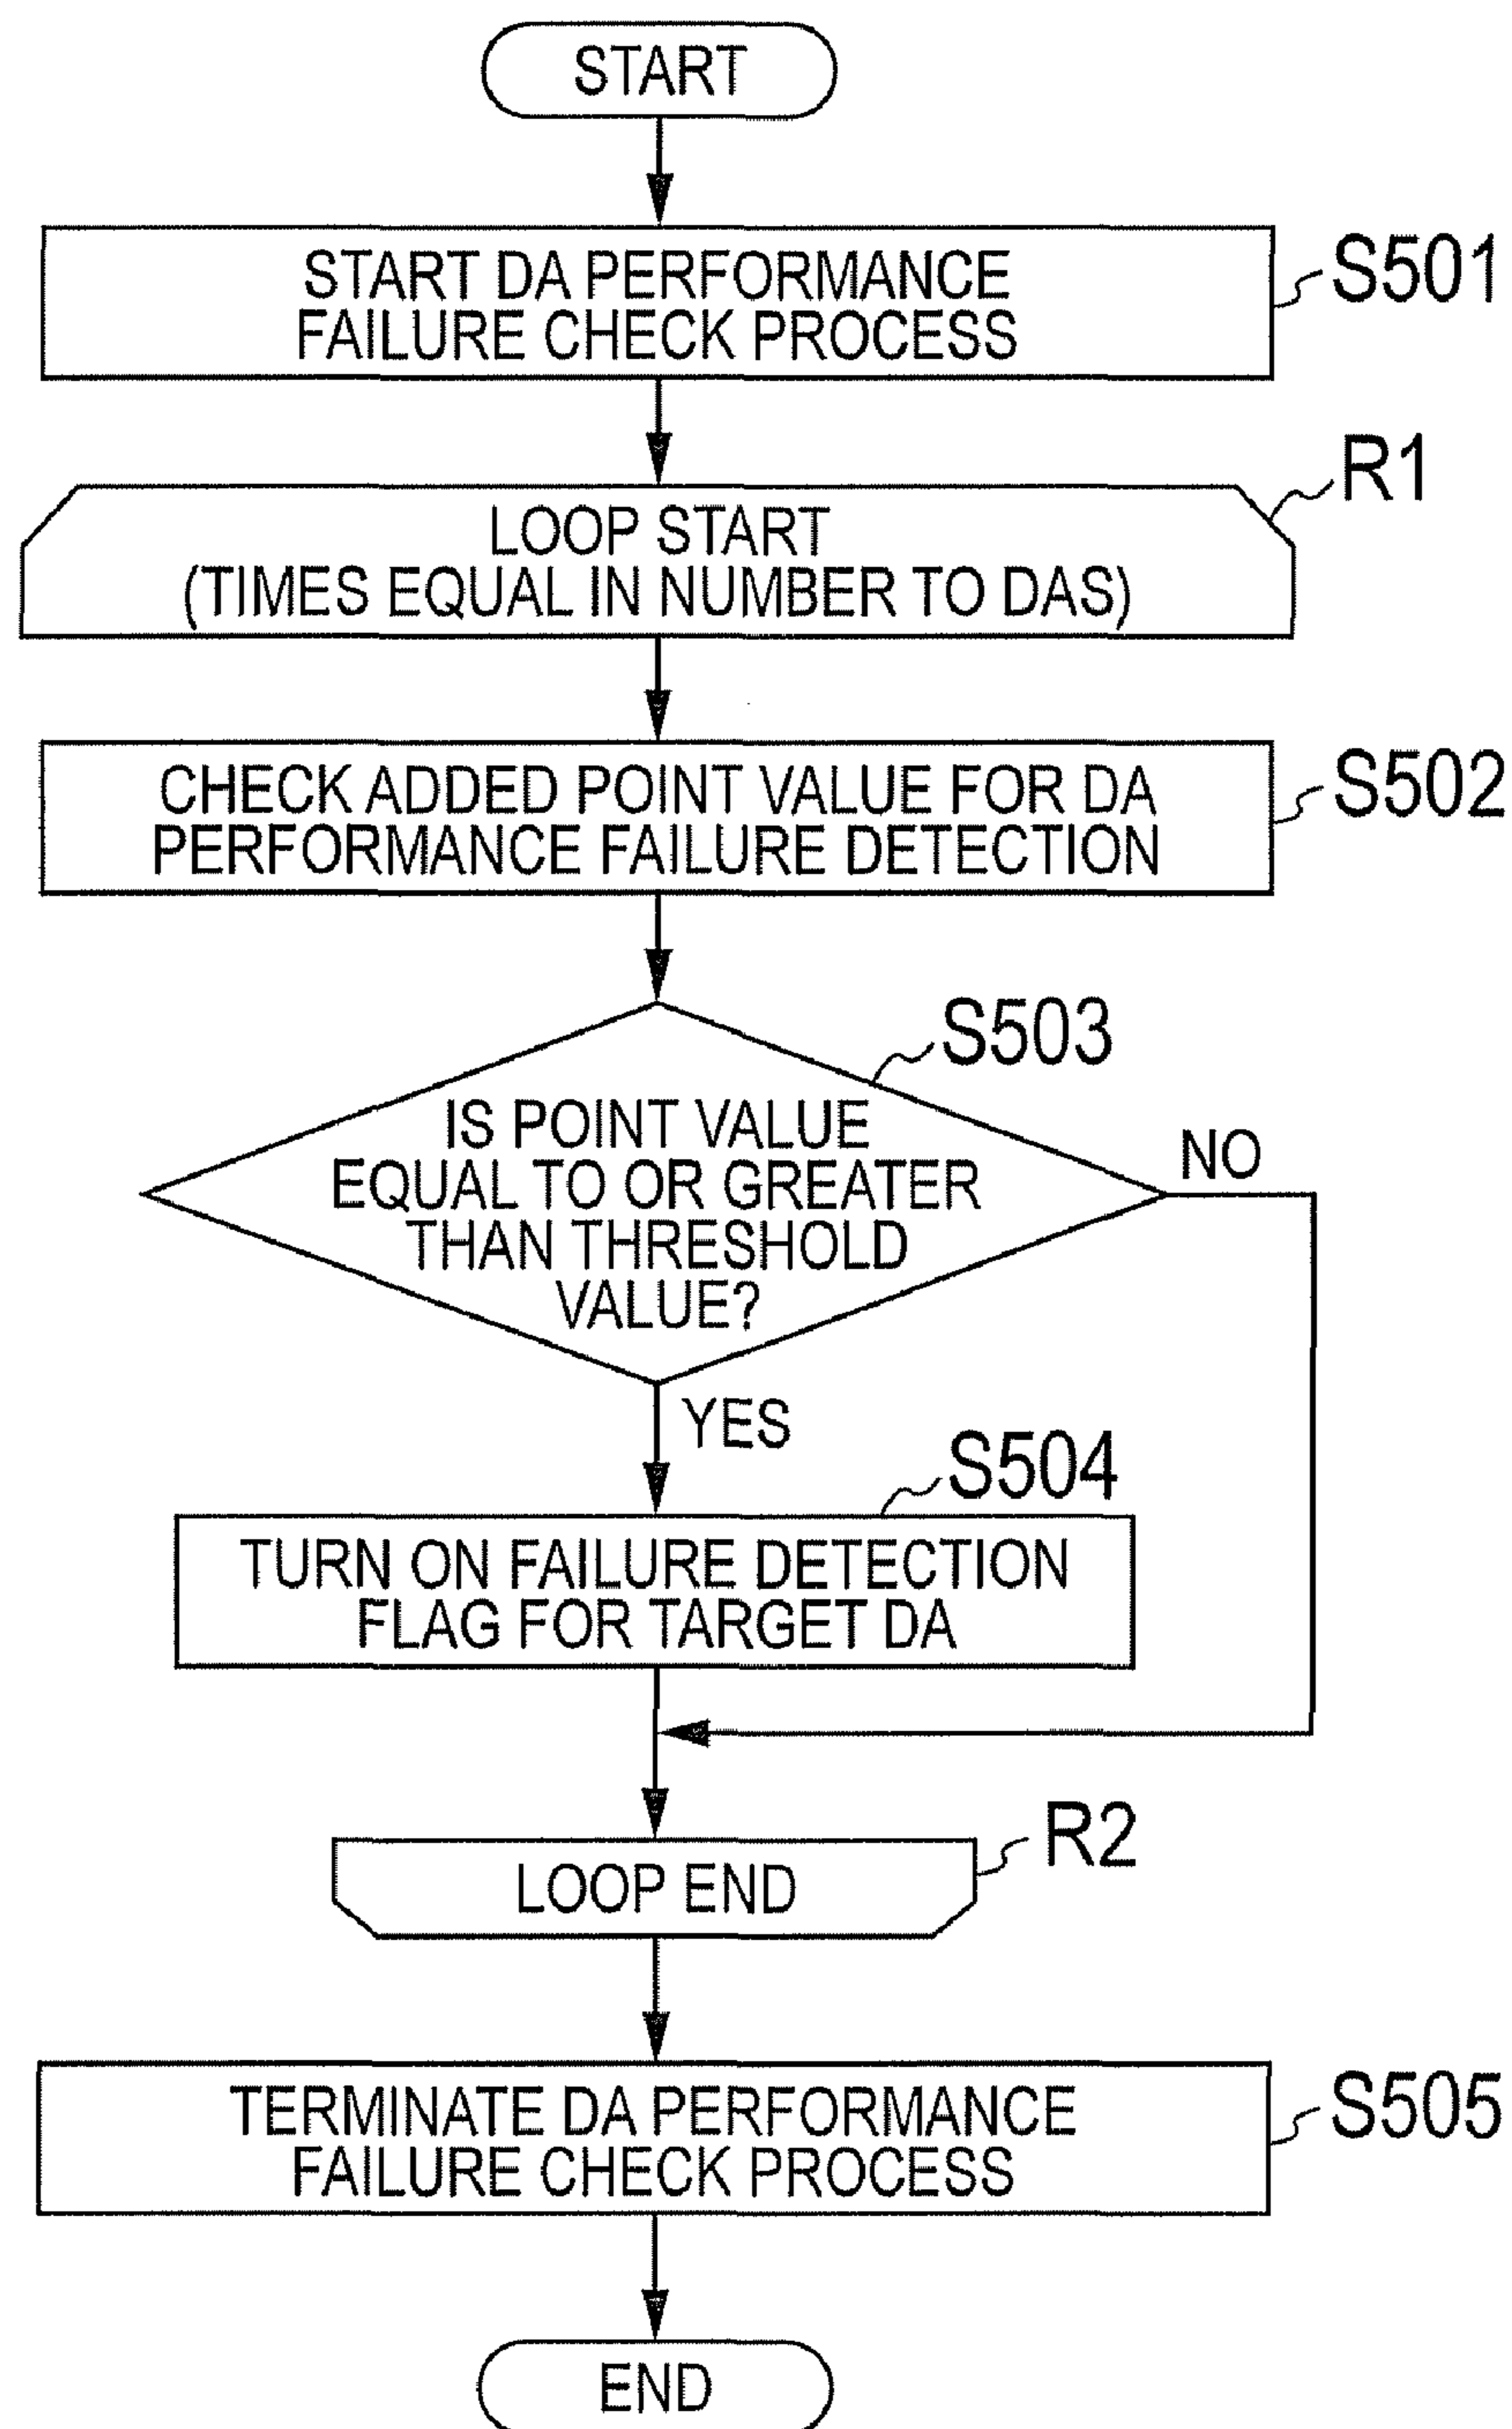 START
START DA PERFORMANCE
FAILURE CHECK PROCESS
S501
LOOP START
(TIMES EQUAL IN NUMBER TO DAS)
R1
CHECK ADDED POINT VALUE FOR DA
PERFORMANCE FAILURE DETECTION
S502
S503
IS POINT VALUE
EQUAL TO OR GREATER
THAN THRESHOLD
VALUE?
NO
YES
S504
TURN ON FAILURE DETECTION
FLAG FOR TARGET DA
R2
LOOP END
TERMINATE DA PERFORMANCE
FAILURE CHECK PROCESS
S505
END